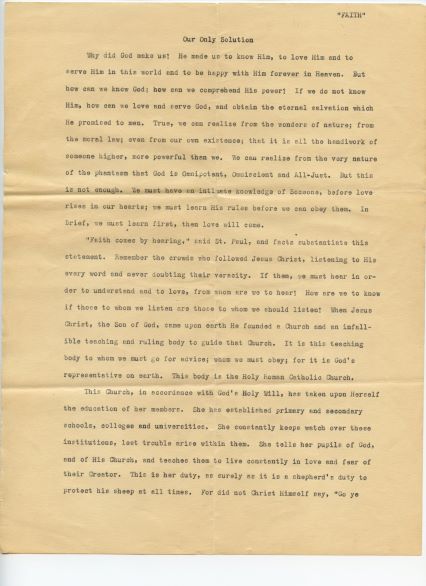 "FAITH"
Our Only Solution
Why did God make us? He made us to know Him, to love Him and to
serve Him in this world and to be happy with Him forever in Heaven. But
how can we know God; how can we comprehend His power? If we do not know
Him, how can we love and serve God, and obtain the eternal salvation which
He promised to men. True, we can realize from the wonders of nature; from
the moral law; even from our own existence; that it is all the handiwork of
someone higher, more powerful than we. We can realize from the very nature
of the phantasm that God is Omnipotent, Omniscient and All-Just. But this
is not enough. We must have an intimate knowledge of Someone, before love
rises in our hearts; we must learn His rules before we can obey them. In
Brief, we must learn first, then love will come.
"Faith comes by hearing," said St. Paul, and facts substantiate this
statement. Remember the crowds who followed Jesus Christ, listening to His
every word and never doubting their veracity. If then, we must hear in or-
der to understand and to love, from whom are we to hear? How are we to know
if those to whom we listen are those to whom we should listen? When Jesus
Christ, the Son of God, came upon earth He founded a Church and an infall-
ible teaching and ruling body to guide that Church. It is this teaching
body to whom we must go for advice; whom we must obey; for it is God's
representative on earth. This body is the Holy Roman Catholic Church.
This Church, in accordance with God's Holy Will, has taken upon Herself
the education of her members. She has established primary and secondary
schools, colleges and universities. She constantly keeps watch over these
institutions, lest trouble arise within them. She tells her pupils of God,
and of His Church, and teaches them to live constantly in love and fear of
their Creator. This is her duty, as surely as it is a shepherd's duty to
protect his sheep at all times. For did not Christ Himself say, "Go ye